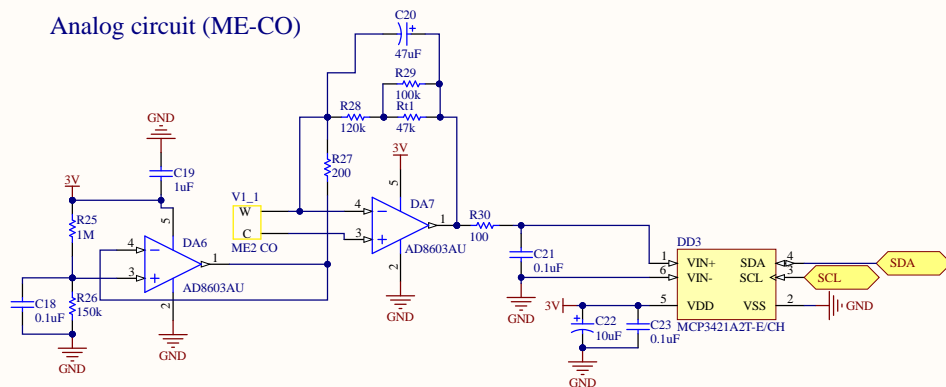 Analog circuit (ME-CO)
C20
47uF
R29
100k
R28
120k
Rt1
47k
GND
C19
1uF
3V
R27
200
3V
V1_1
W
C
ME2 CO
R25
1M
5
DA6
4
3
1
2
AD8603AU
5
DA7
4
3
1
2
AD8603AU
R30
100
C18
0.1uF
R26
150k
GND
GND
GND
C21
0.1uF
GND
DD3
1
VIN+
6
VIN-
5
VDD
SDA
4
SCL
3
VSS
2
MCP3421A2T-E/CH
SDA
SCL
GND
3V
C22
10uF
C23
0.1uF
GND